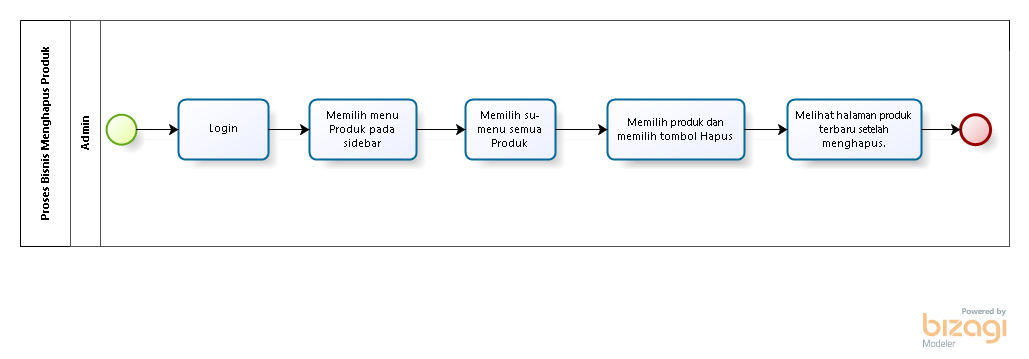 Proses Bisnis Menghapus Produk
Admin
Login
Memilih menu
Produk pada
sidebar
Memilih su-
menu semua
Produk
Memilih produk dan
memilih tombol Hapus
Melihat halaman produk
terbaru setelah
menghapus.
Powered by
bizagi
Modeler